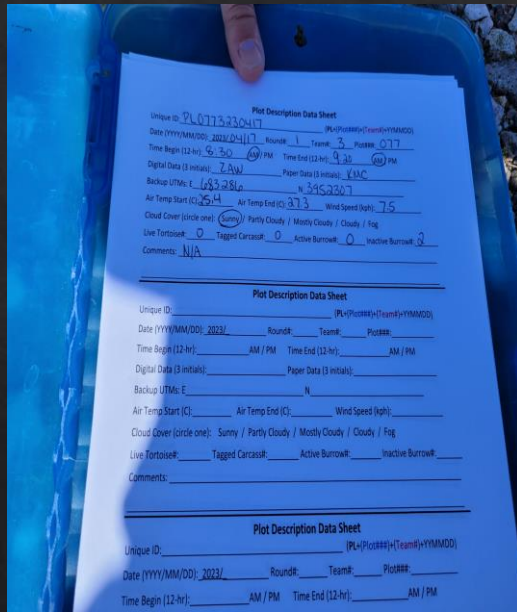 Plot Description Data Sheet
Unique ID: PL0773230417 (PL+(Plot###)+(Team#)+YYMMDD)
Date (YYYY/MM/DD): 2023/04/17 Round#: 1 Team#: 3 Plot###: 077
Time Begin (12-hr): 8:30 AM / PM Time End (12-hr): 9:20 AM / PM
Digital Data (3 initials): ZAW Paper Data (3 initials): KMC
Backup UTMs: E 683286 N 3952307
Air Temp Start (C): 25.4 Air Temp End (C): 27.3 Wind Speed (kph): 7.5
Cloud Cover (circle one): Sunny / Partly Cloudy / Mostly Cloudy / Cloudy / Fog
Live Tortoise#: 0 Tagged Carcass#: 0 Active Burrow#: 0 Inactive Burrow#: 2
Comments: N/A
Plot Description Data Sheet
Unique ID: (PL+(Plot###)+(Team#)+YYMMDD)
Date (YYYY/MM/DD): 2023/ Round#: Team#: Plot###:
Time Begin (12-hr): AM / PM Time End (12-hr): AM / PM
Digital Data (3 initials): Paper Data (3 initials):
Backup UTMs: E N
Air Temp Start (C): Air Temp End (C): Wind Speed (kph):
Cloud Cover (circle one): Sunny / Partly Cloudy / Mostly Cloudy / Cloudy / Fog
Live Tortoise#: Tagged Carcass#: Active Burrow#: Inactive Burrow#:
Comments:
Plot Description Data Sheet
Unique ID: (PL+(Plot###)+(Team#)+YYMMDD)
Date (YYYY/MM/DD): 2023/ Round#: Team#: Plot###:
Time Begin (12-hr): AM / PM Time End (12-hr): AM / PM